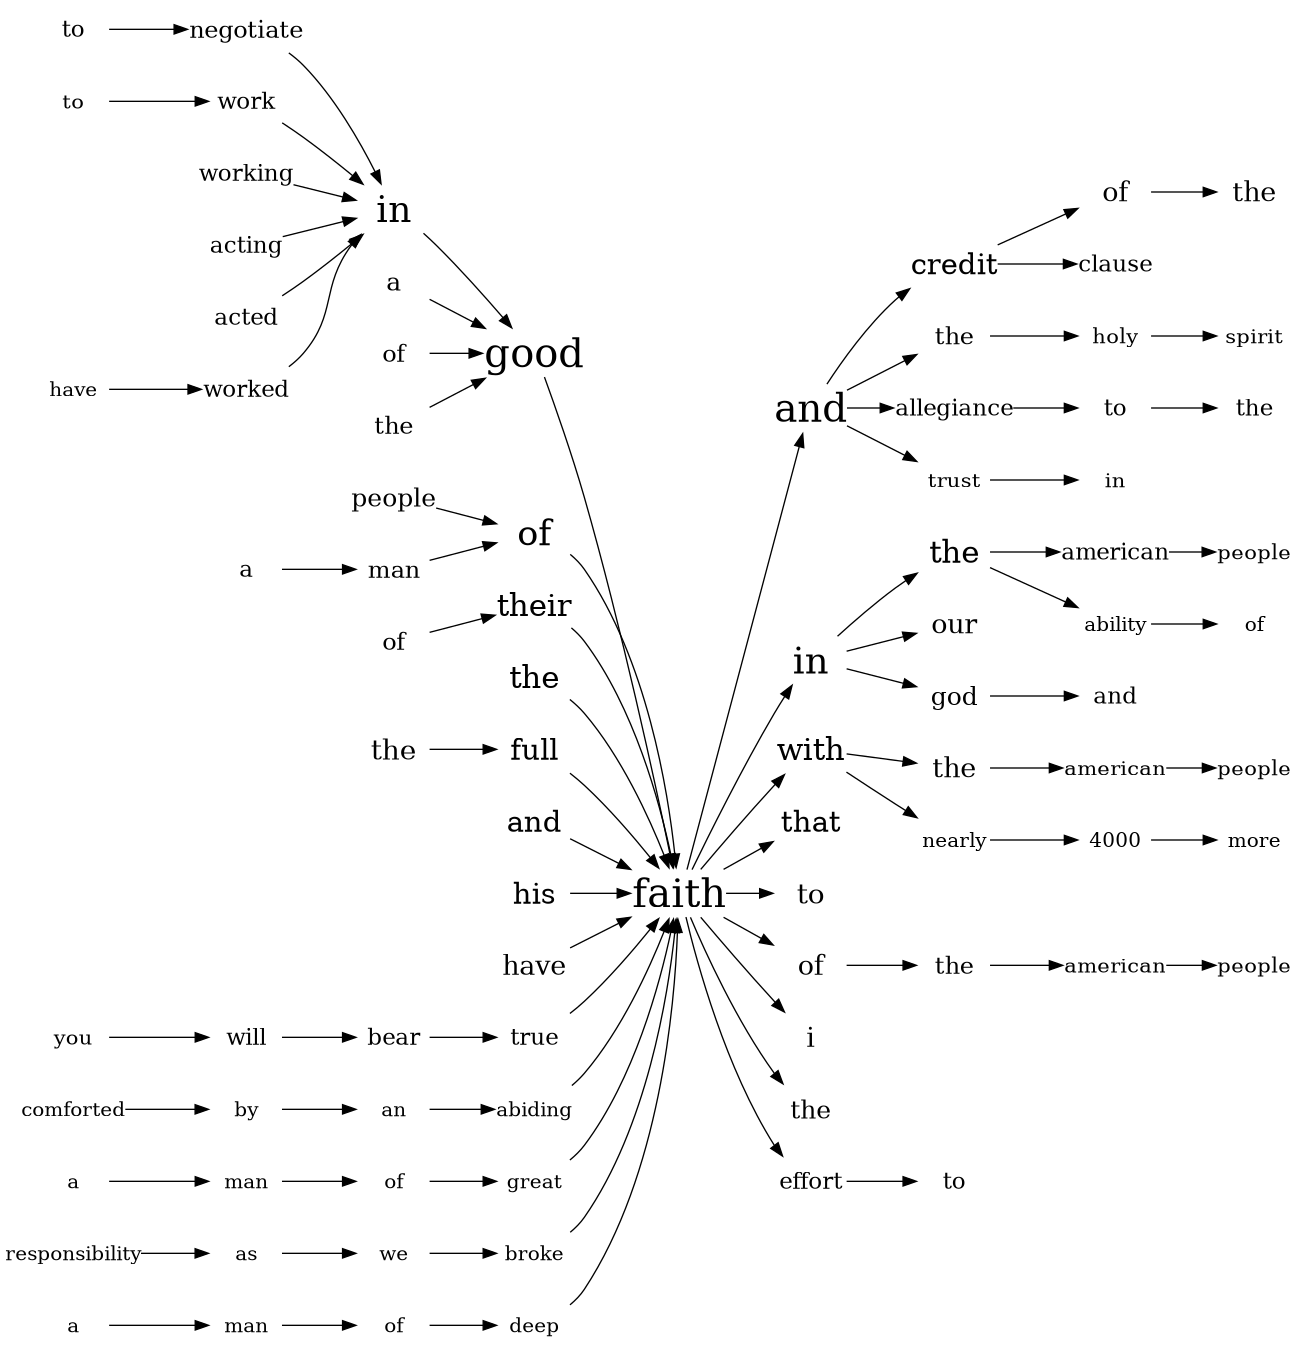 to negotiate
to work
working
acting
acted
have worked
in
a
of
the
good
people
a man
of
of their
the
the full
and
his
have
you will bear true
comforted by an abiding
a man of great
responsibility as we broke
a man of deep
faith
and
credit
of the
clause
the holy spirit
allegiance to the
trust in
in
the
american people
ability of
our
god and
with
the american people
nearly 4000 more
that
to
of the american people
i
the
effort to